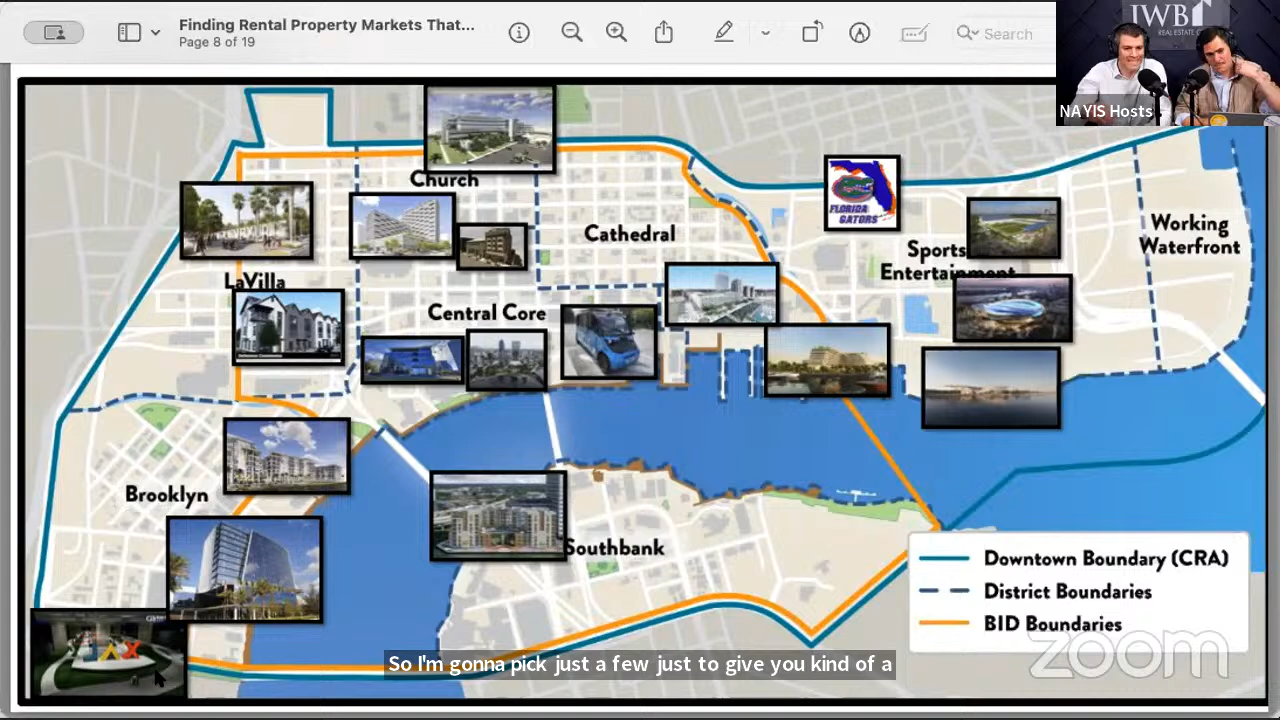 Finding Rental Property Markets That...
Page 8 of 19
Search
IWB
REAL ESTATE
NAYIS Hosts
Church
FLORIDA
GATORS
Cathedral
Working
Waterfront
Sports
Entertainment
LaVilla
Central Core
Brooklyn
Southbank
Downtown Boundary (CRA)
District Boundaries
BID Boundaries
zoom
JAX
So I'm gonna pick just a few just to give you kind of a